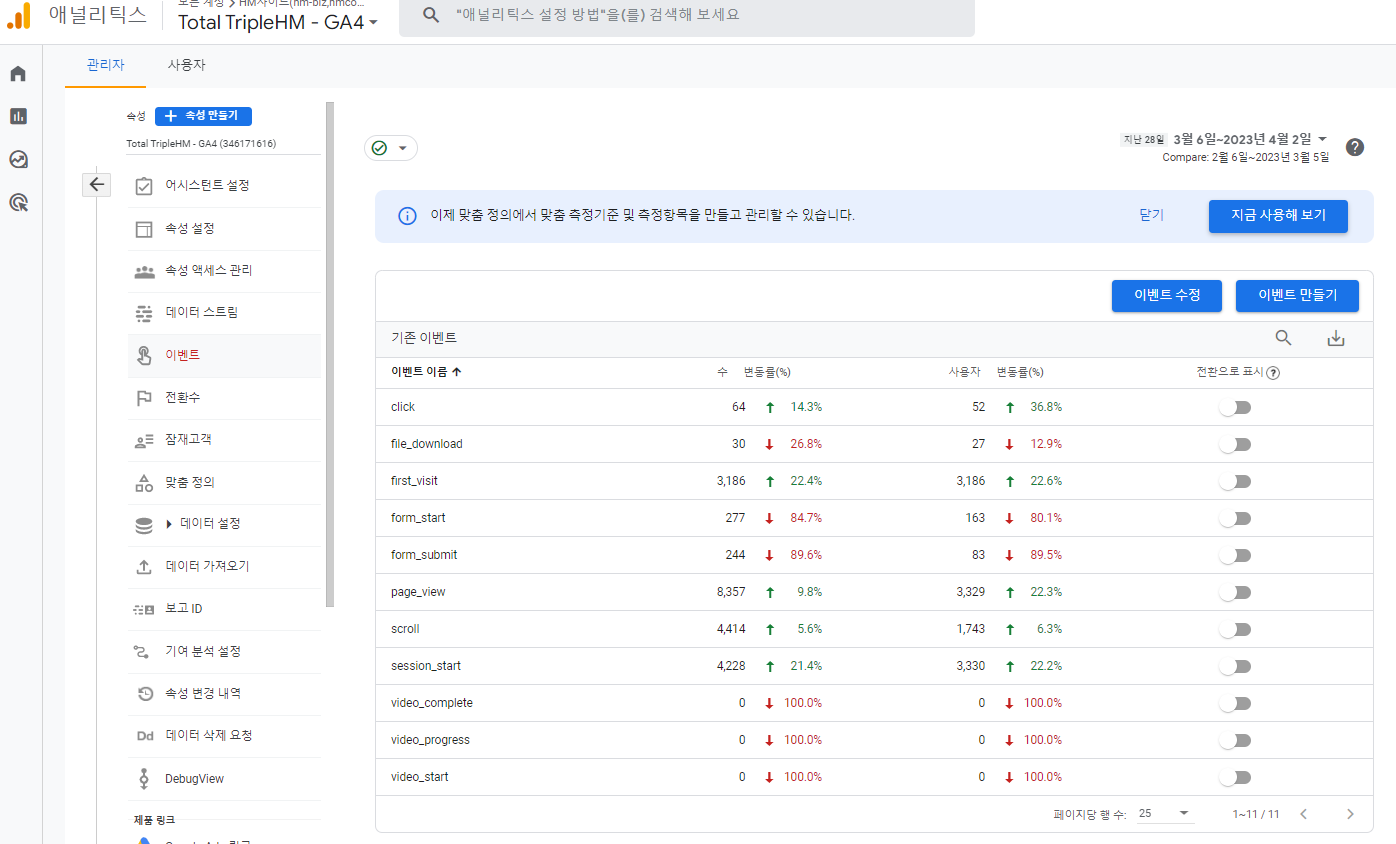 애널리틱스
모든 계정 > HM사이트(hm-biz,hmco...
Total TripleHM - GA4
"애널리틱스 설정 방법"을(를) 검색해 보세요
관리자 사용자
속성 + 속성 만들기
Total TripleHM - GA4 (346171616)
어시스턴트 설정
속성 설정
속성 액세스 관리
데이터 스트림
이벤트
전환수
잠재고객
맞춤 정의
데이터 설정
데이터 가져오기
보고 ID
기여 분석 설정
속성 변경 내역
Dd 데이터 삭제 요청
DebugView
제품 링크
지난 28일 3월 6일~2023년 4월 2일
Compare: 2월 6일~2023년 3월 5일
이제 맞춤 정의에서 맞춤 측정기준 및 측정항목을 만들고 관리할 수 있습니다. 닫기 지금 사용해 보기
이벤트 수정 이벤트 만들기
기존 이벤트
이벤트 이름 ↑ 수 변동률(%) 사용자 변동률(%) 전환으로 표시 ?
click 64 ↑ 14.3% 52 ↑ 36.8%
file_download 30 ↓ 26.8% 27 ↓ 12.9%
first_visit 3,186 ↑ 22.4% 3,186 ↑ 22.6%
form_start 277 ↓ 84.7% 163 ↓ 80.1%
form_submit 244 ↓ 89.6% 83 ↓ 89.5%
page_view 8,357 ↑ 9.8% 3,329 ↑ 22.3%
scroll 4,414 ↑ 5.6% 1,743 ↑ 6.3%
session_start 4,228 ↑ 21.4% 3,330 ↑ 22.2%
video_complete 0 ↓ 100.0% 0 ↓ 100.0%
video_progress 0 ↓ 100.0% 0 ↓ 100.0%
video_start 0 ↓ 100.0% 0 ↓ 100.0%
페이지당 행 수: 25 1~11 / 11